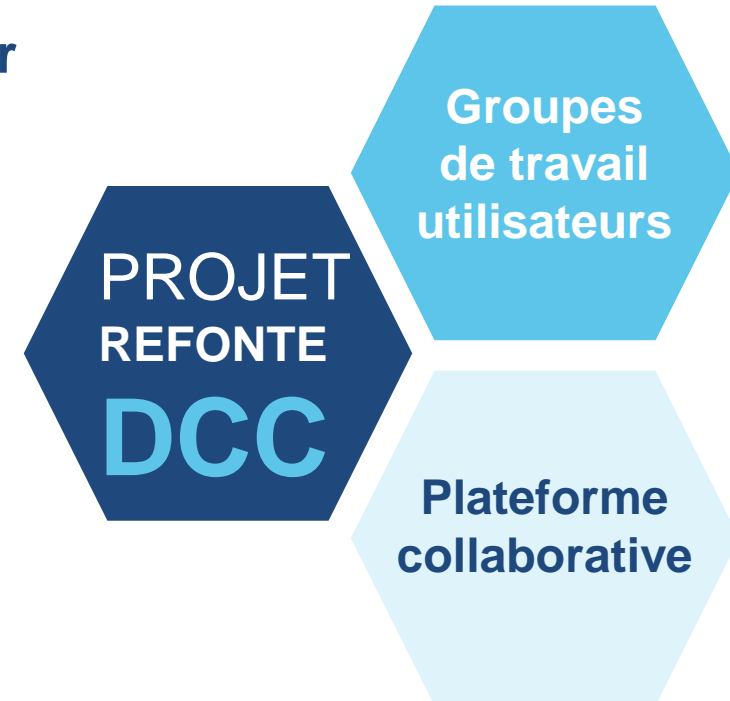 r
Groupes
de travail
utilisateurs
PROJET
REFONTE
DCC
Plateforme
collaborative